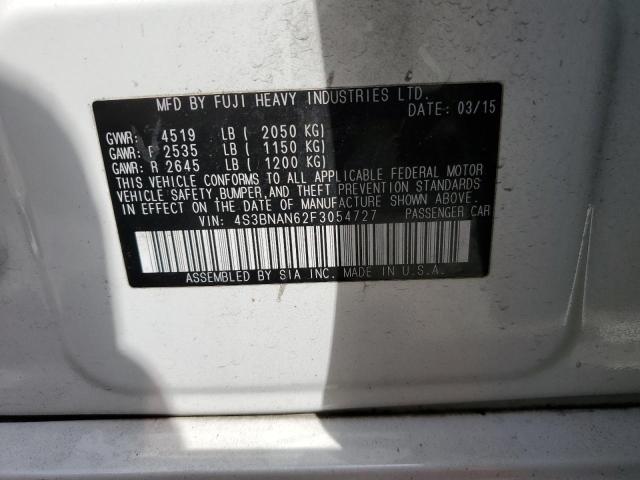 MFD BY FUJI HEAVY INDUSTRIES LTD.
DATE: 03/15
GVWR: 4519 LB ( 2050 KG)
GAWR: F 2535 LB ( 1150 KG)
GAWR: R 2645 LB ( 1200 KG)
THIS VEHICLE CONFORMS TO ALL APPLICABLE FEDERAL MOTOR
VEHICLE SAFETY, BUMPER, AND THEFT PREVENTION STANDARDS
IN EFFECT ON THE DATE OF MANUFACTURE SHOWN ABOVE.
VIN: 4S3BNAN62F3054727 PASSENGER CAR
ASSEMBLED BY SIA INC. MADE IN U.S.A.